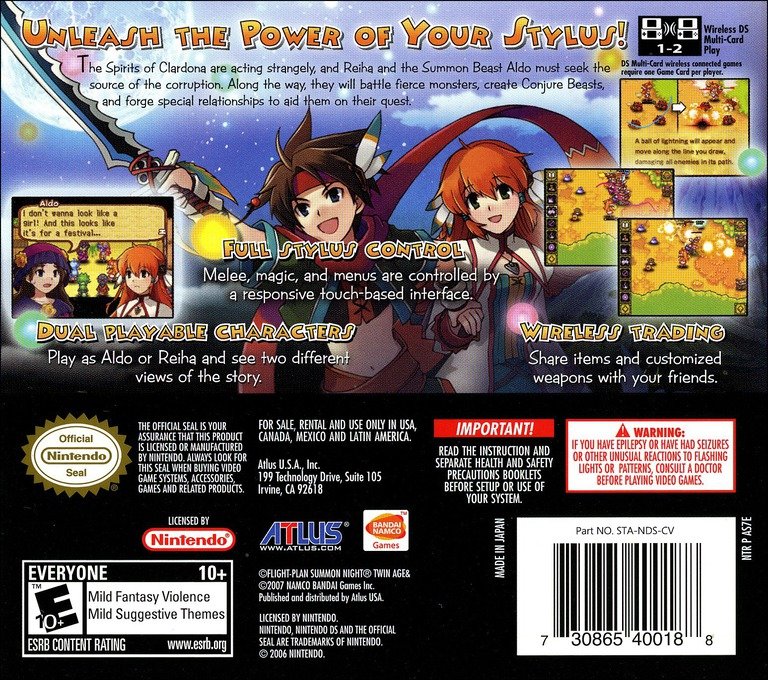 UNLEASH THE POWER OF YOUR STYLUS!
1-2
Wireless DS
Multi-Card
Play
DS Multi-Card wireless connected games
require one Game Card per player.
The Spirits of Clardona are acting strangely, and Reiha and the Summon Beast Aldo must seek the
source of the corruption. Along the way, they will battle fierce monsters, create Conjure Beasts,
and forge special relationships to aid them on their quest.
A ball of lightning will appear and
move along the line you draw,
damaging all enemies in its path.
Aldo
I don't wanna look like a
girl! And this looks like
it's for a festival...
FULL STYLUS CONTROL
Melee, magic, and menus are controlled by
a responsive touch-based interface.
DUAL PLAYABLE CHARACTERS
Play as Aldo or Reiha and see two different
views of the story.
WIRELESS TRADING
Share items and customized
weapons with your friends.
Official
Nintendo
Seal
®
THE OFFICIAL SEAL IS YOUR
ASSURANCE THAT THIS PRODUCT
IS LICENSED OR MANUFACTURED
BY NINTENDO. ALWAYS LOOK FOR
THIS SEAL WHEN BUYING VIDEO
GAME SYSTEMS, ACCESSORIES,
GAMES AND RELATED PRODUCTS.
FOR SALE, RENTAL AND USE ONLY IN USA,
CANADA, MEXICO AND LATIN AMERICA.
Atlus U.S.A., Inc.
199 Technology Drive, Suite 105
Irvine, CA 92618
IMPORTANT!
READ THE INSTRUCTION AND
SEPARATE HEALTH AND SAFETY
PRECAUTIONS BOOKLETS
BEFORE SETUP OR USE OF
YOUR SYSTEM.
WARNING:
IF YOU HAVE EPILEPSY OR HAVE HAD SEIZURES
OR OTHER UNUSUAL REACTIONS TO FLASHING
LIGHTS OR PATTERNS, CONSULT A DOCTOR
BEFORE PLAYING VIDEO GAMES.
LICENSED BY
Nintendo®
ATLUS®
WWW.ATLUS.COM
BANDAI
NAMCO
Games
EVERYONE 10+
E
10+
Mild Fantasy Violence
Mild Suggestive Themes
ESRB CONTENT RATING www.esrb.org
©FLIGHT-PLAN SUMMON NIGHT® TWIN AGE&
©2007 NAMCO BANDAI Games Inc.
Published and distributed by Atlus USA.
LICENSED BY NINTENDO.
NINTENDO, NINTENDO DS AND THE OFFICIAL
SEAL ARE TRADEMARKS OF NINTENDO.
© 2006 NINTENDO.
MADE IN JAPAN
Part NO. STA-NDS-CV
7 30865 40018 8
NTR P AS7E